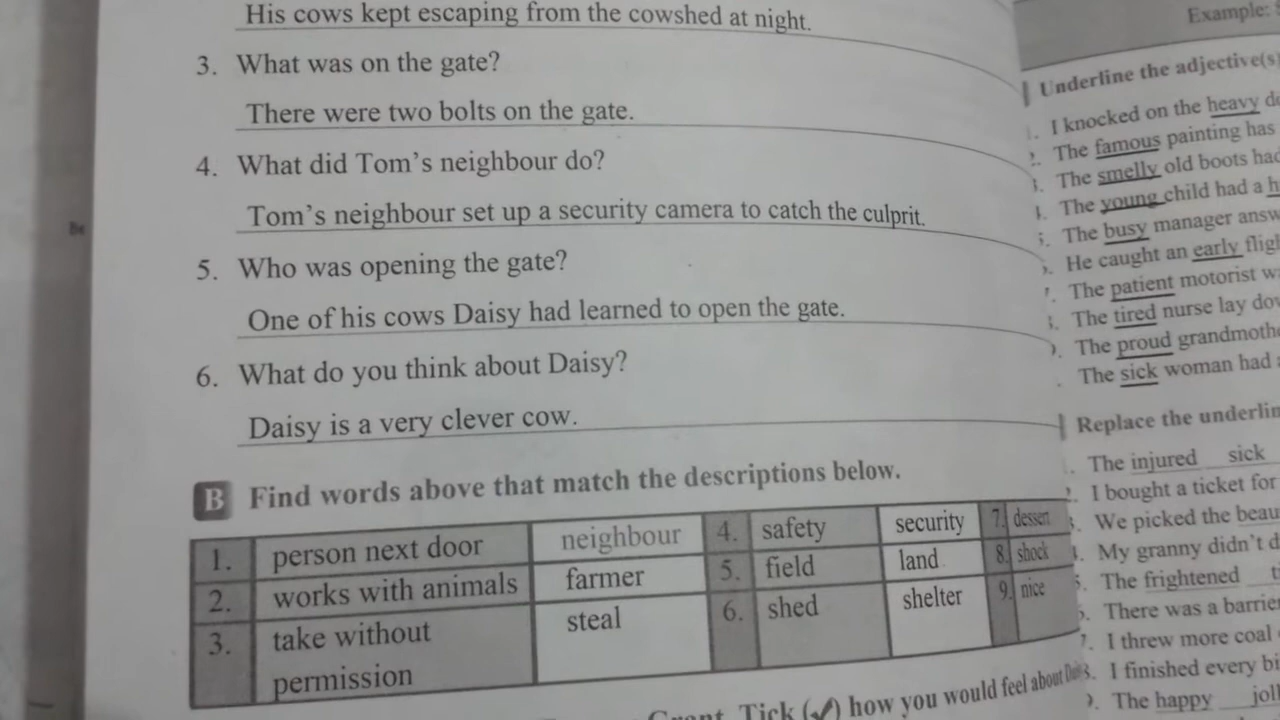 His cows kept escaping from the cowshed at night.
3. What was on the gate?
There were two bolts on the gate.
4. What did Tom's neighbour do?
Tom's neighbour set up a security camera to catch the culprit.
5. Who was opening the gate?
One of his cows Daisy had learned to open the gate.
6. What do you think about Daisy?
Daisy is a very clever cow.
B Find words above that match the descriptions below.
1. person next door neighbour 4. safety security 7. dessert
2. works with animals farmer 5. field land 8. shock
3. take without steal 6. shed shelter 9. nice
permission
Tick (✓) how you would feel about
Example:
Underline the adjective(s)
I knocked on the heavy
The famous painting has
The smelly old boots had
The young child had a
The busy manager
He caught an early
The patient motorist
The tired nurse lay
The proud
The sick woman had
Replace the
The injured sick
I bought a ticket for
We picked the
My granny didn't
The frightened
There was a
7. I threw more coal
I finished every
The happy